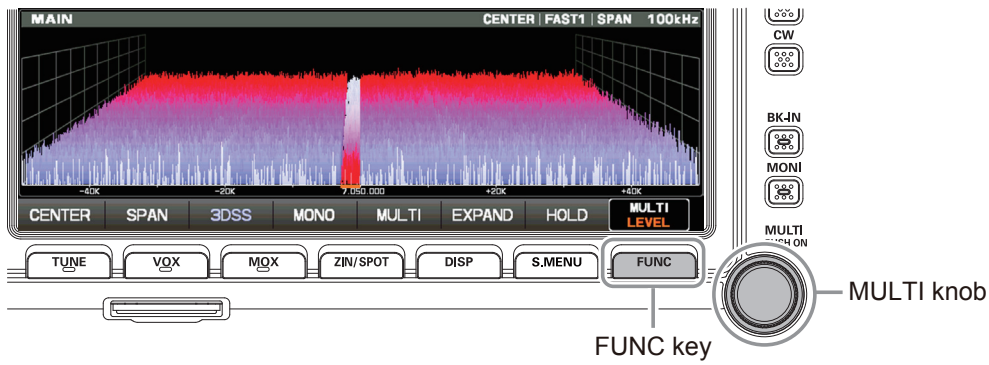 MAIN
CENTER | FAST1 | SPAN 100kHz
CW
BK-IN
MONI
-40K -20K 7.050.000 +20K +40K
CENTER SPAN 3DSS MONO MULTI EXPAND HOLD MULTI
LEVEL
MULTI
PUSH ON
TUNE VOX MOX ZIN/SPOT DISP S.MENU FUNC
MULTI knob
FUNC key